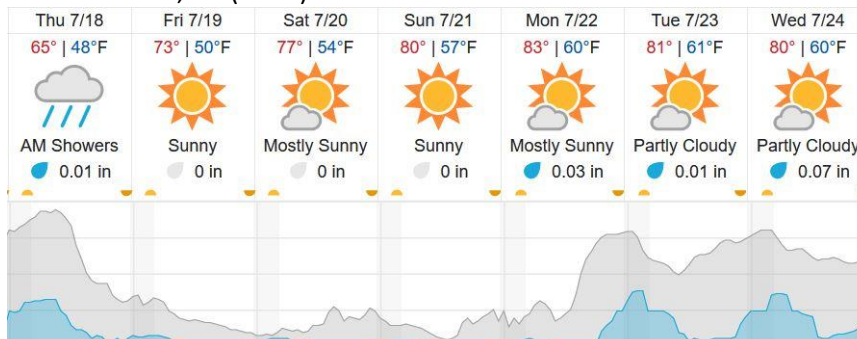 Thu 7/18 Fri 7/19 Sat 7/20 Sun 7/21 Mon 7/22 Tue 7/23 Wed 7/24
65° | 48°F 73° | 50°F 77° | 54°F 80° | 57°F 83° | 60°F 81° | 61°F 80° | 60°F
AM Showers Sunny Mostly Sunny Sunny Mostly Sunny Partly Cloudy Partly Cloudy
0.01 in 0 in 0 in 0 in 0.03 in 0.01 in 0.07 in